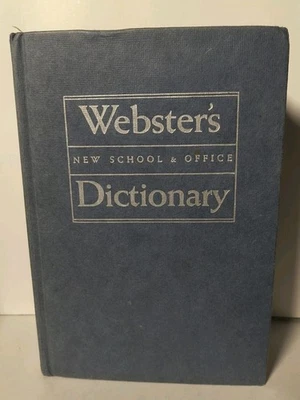 Webster's
NEW SCHOOL & OFFICE
Dictionary